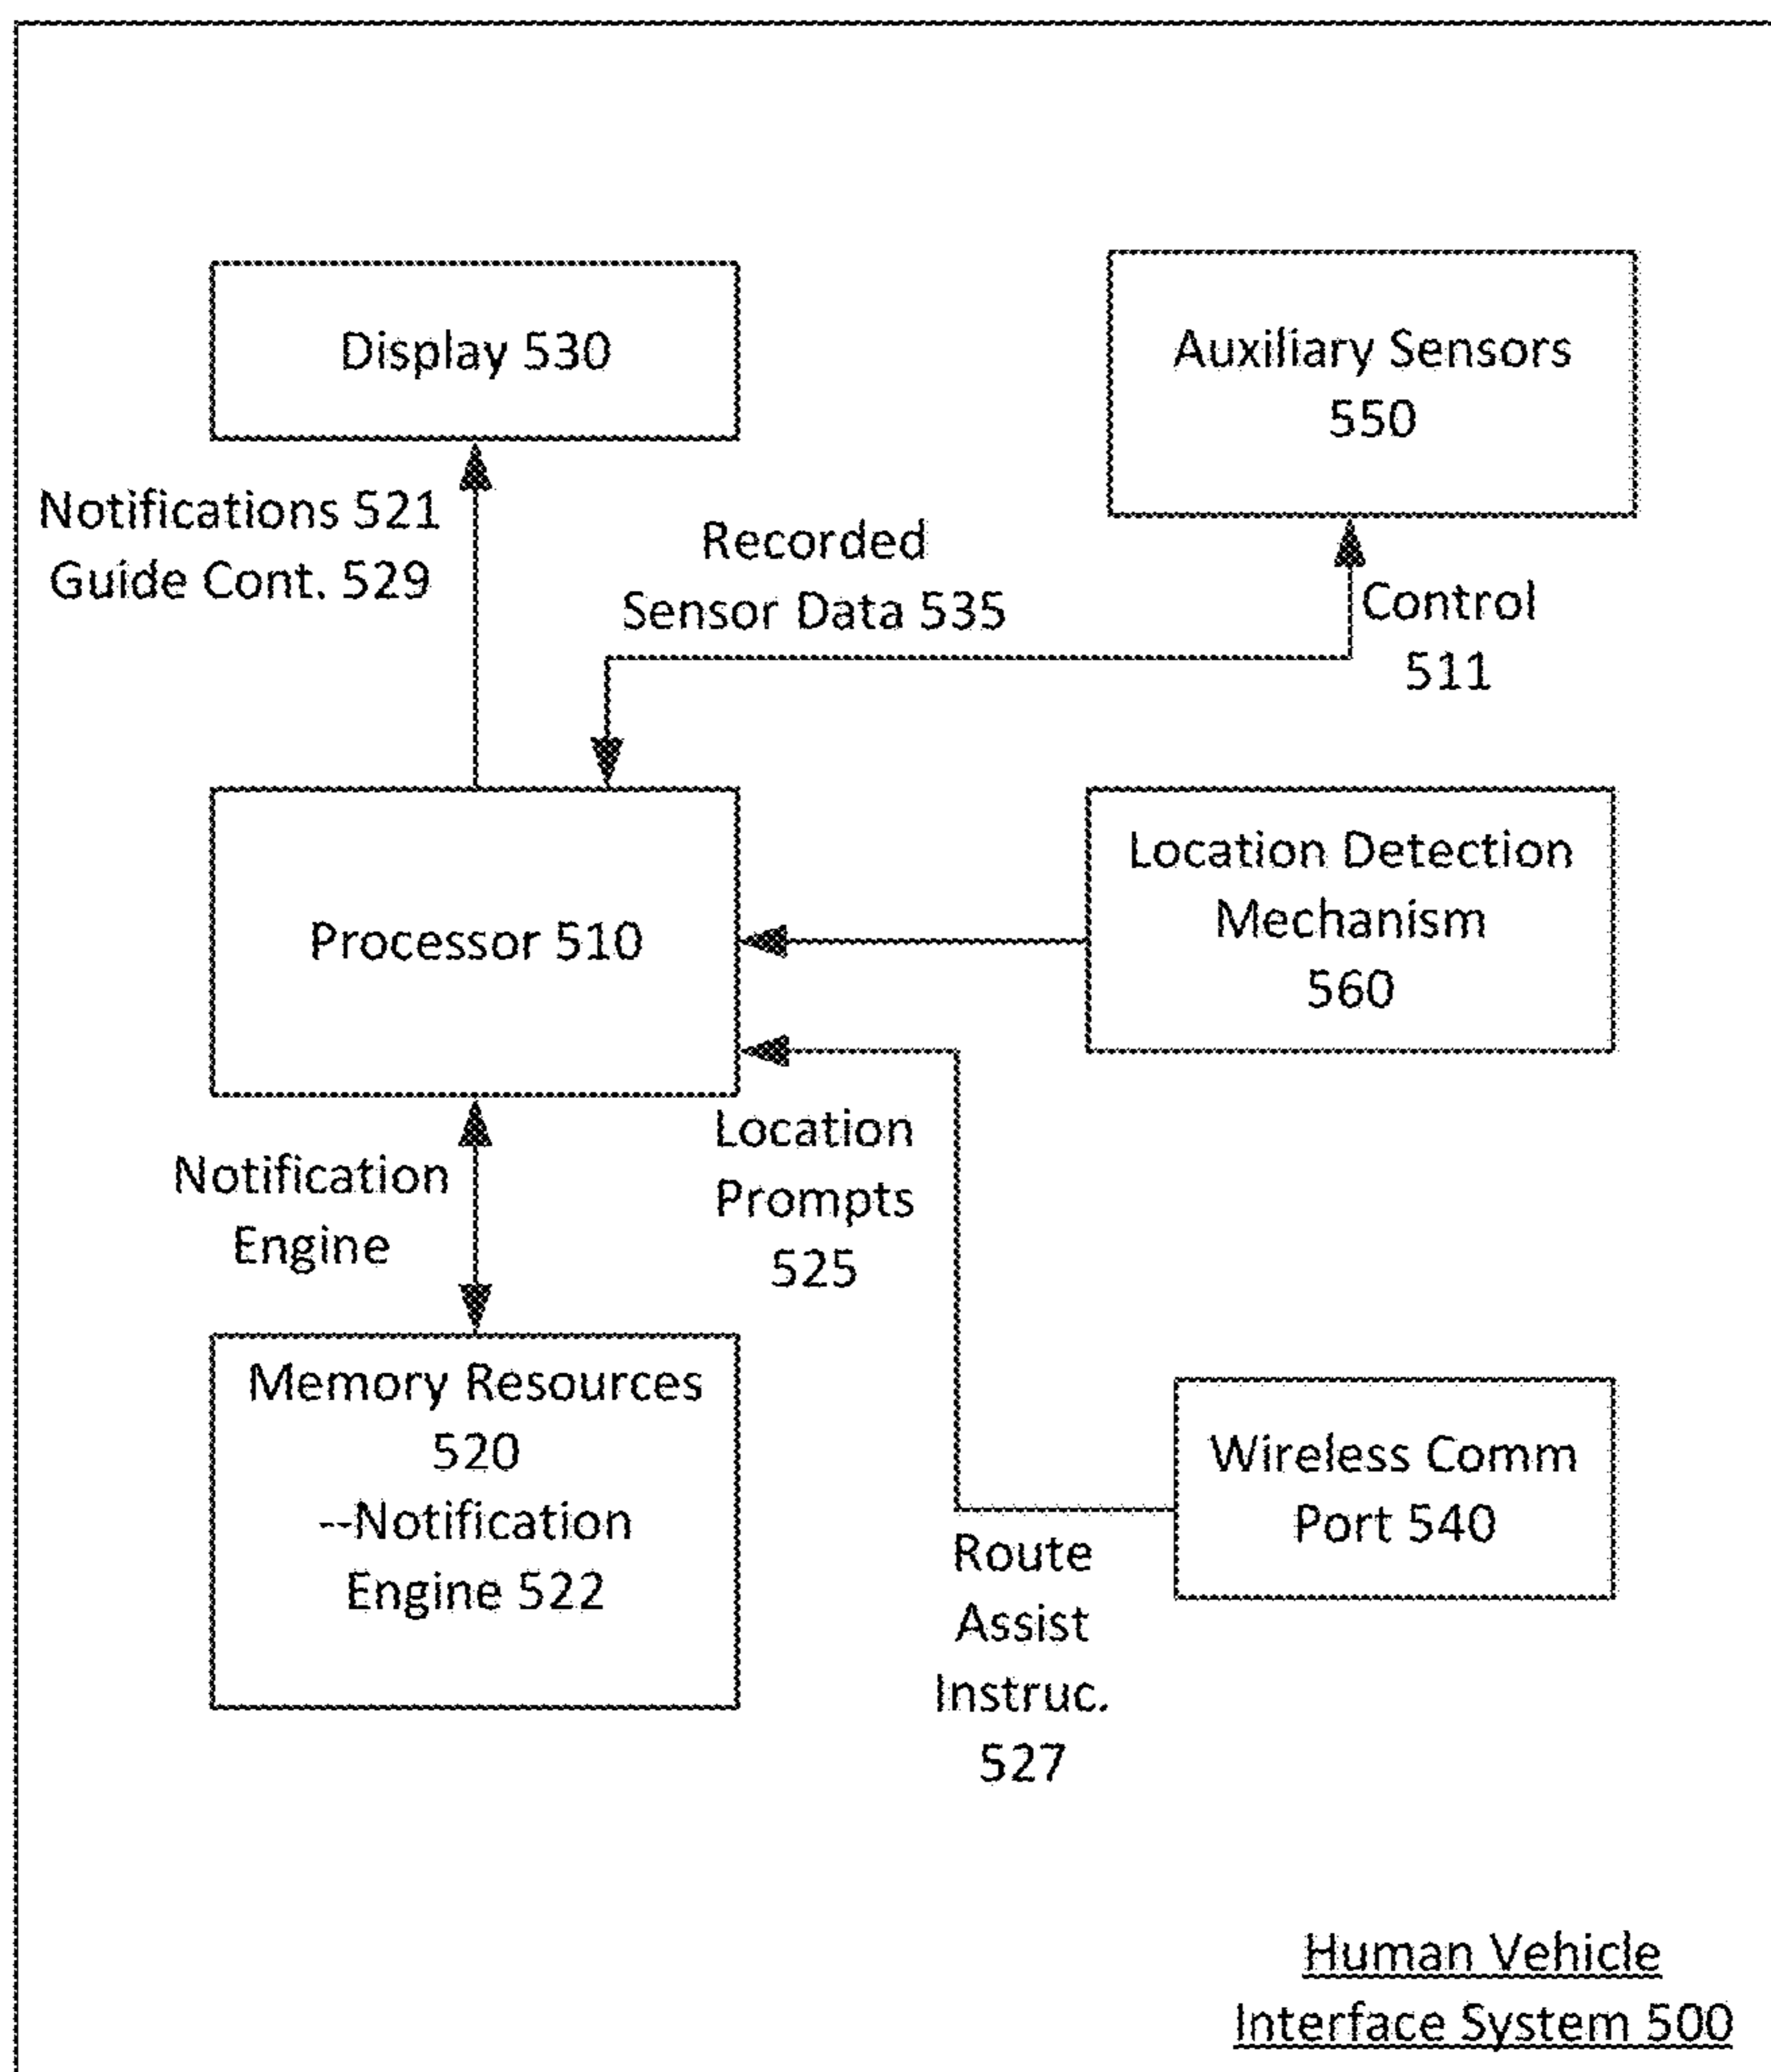 Display 530
Auxiliary Sensors
550
Notifications 521
Guide Cont. 529
Recorded
Sensor Data 535
Control
511
Processor 510
Location Detection
Mechanism
560
Notification
Engine
Location
Prompts
525
Memory Resources
520
--Notification
Engine 522
Wireless Comm
Port 540
Route
Assist
Instruc.
527
Human Vehicle
Interface System 500